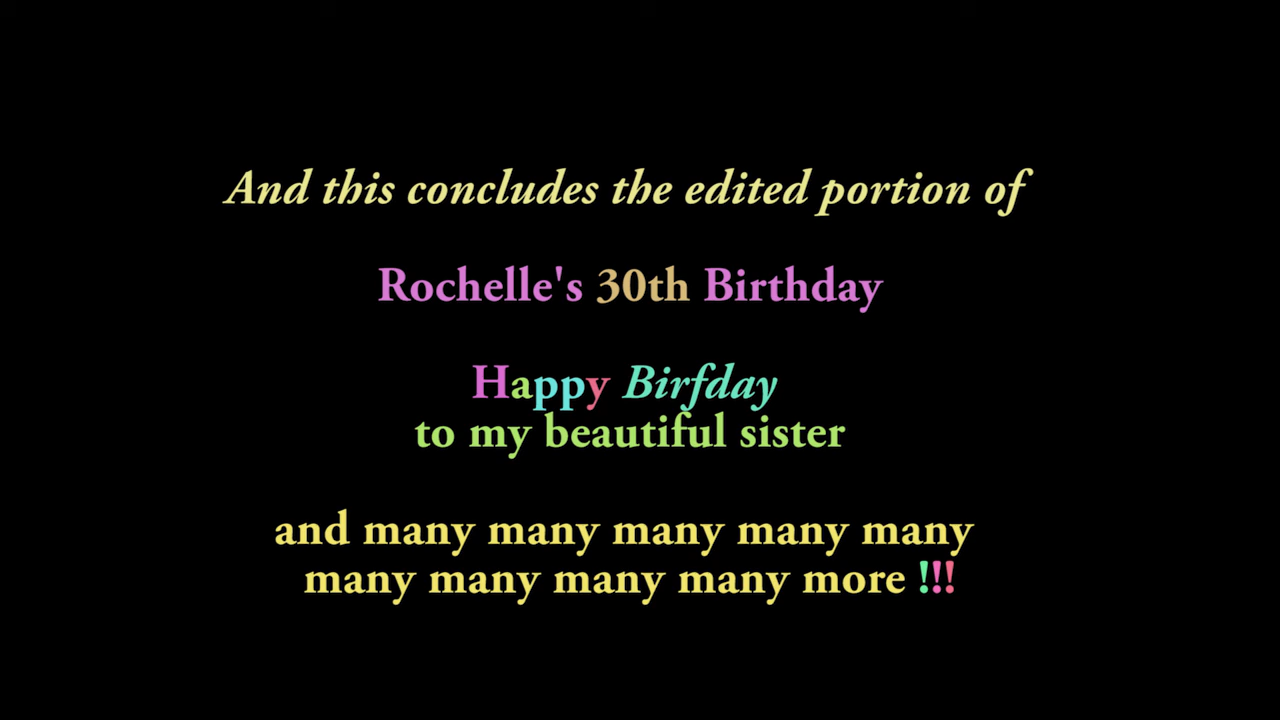 And this concludes the edited portion of
Rochelle's 30th Birthday
Happy Birfday
to my beautiful sister
and many many many many many
many many many many more !!!